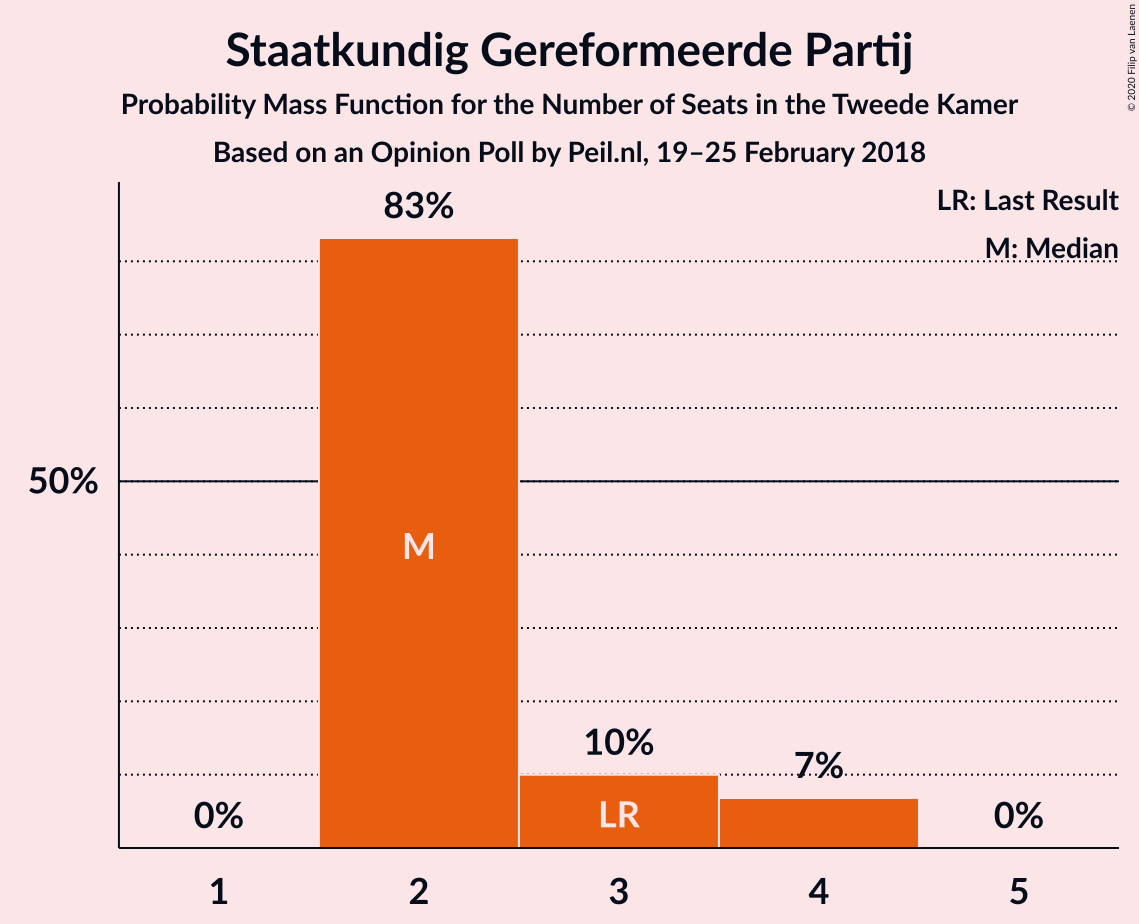 Staatkundig Gereformeerde Partij
Probability Mass Function for the Number of Seats in the Tweede Kamer
Based on an Opinion Poll by Peil.nl, 19–25 February 2018
© 2020 Filip van Laenen
LR: Last Result
M: Median
83%
50%
M
10%
7%
0%
LR
0%
1
2
3
4
5